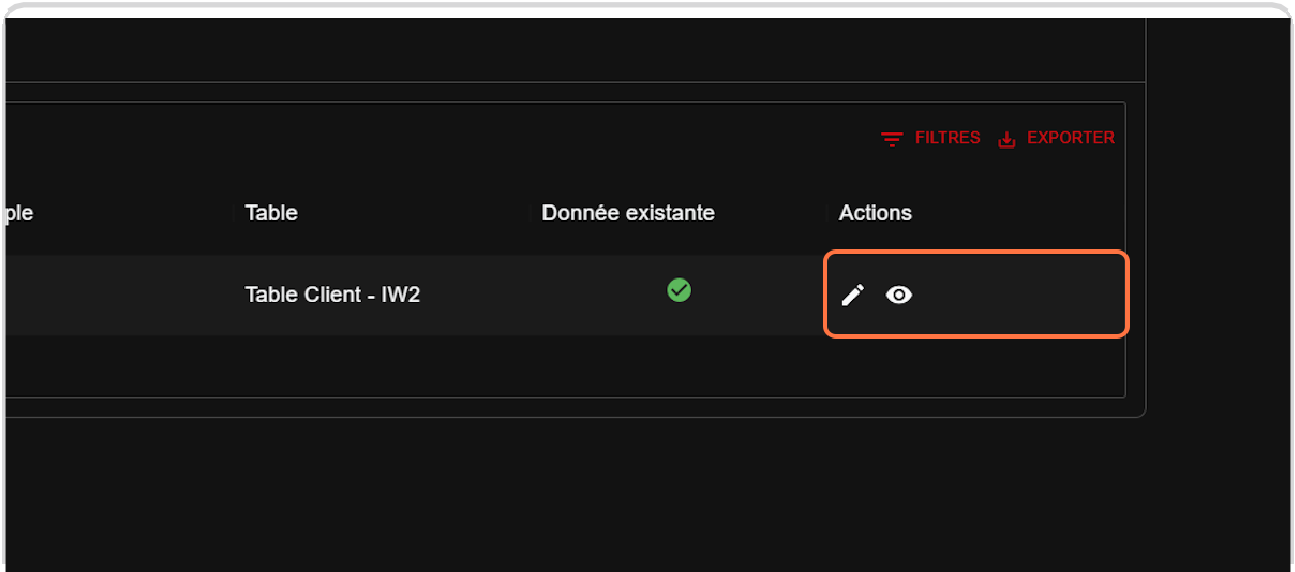 FILTRES EXPORTER
ple Table Donnée existante Actions
Table Client - IW2